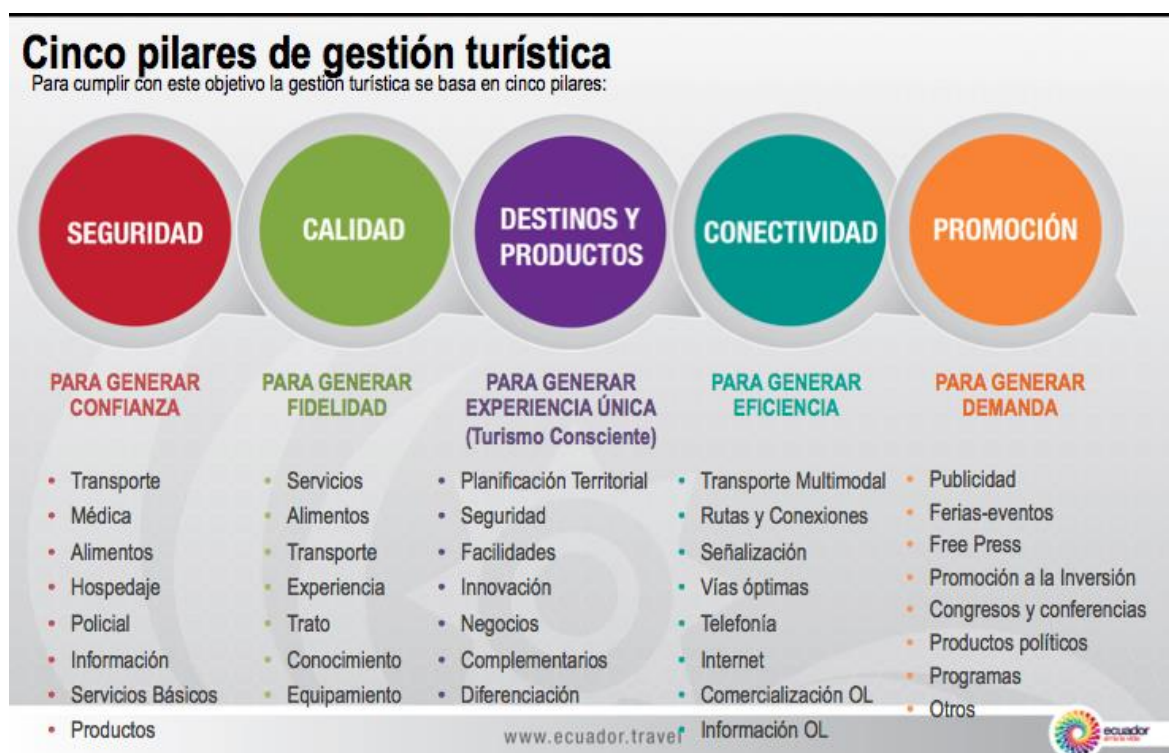 Cinco pilares de gestión turística
Para cumplir con este objetivo la gestión turística se basa en cinco pilares:
SEGURIDAD
PARA GENERAR
CONFIANZA
• Transporte
• Médica
• Alimentos
• Hospedaje
• Policial
• Información
• Servicios Básicos
• Productos
CALIDAD
PARA GENERAR
FIDELIDAD
• Servicios
• Alimentos
• Transporte
• Experiencia
• Trato
• Conocimiento
• Equipamiento
DESTINOS Y
PRODUCTOS
PARA GENERAR
EXPERIENCIA ÚNICA
(Turismo Consciente)
• Planificación Territorial
• Seguridad
• Facilidades
• Innovación
• Negocios
• Complementarios
• Diferenciación
CONECTIVIDAD
PARA GENERAR
EFICIENCIA
• Transporte Multimodal
• Rutas y Conexiones
• Señalización
• Vías óptimas
• Telefonía
• Internet
• Comercialización OL
• Información OL
PROMOCIÓN
PARA GENERAR
DEMANDA
• Publicidad
• Ferias-eventos
• Free Press
• Promoción a la Inversión
• Congresos y conferencias
• Productos políticos
• Programas
• Otros
www.ecuador.travel
ecuador
ama la vida